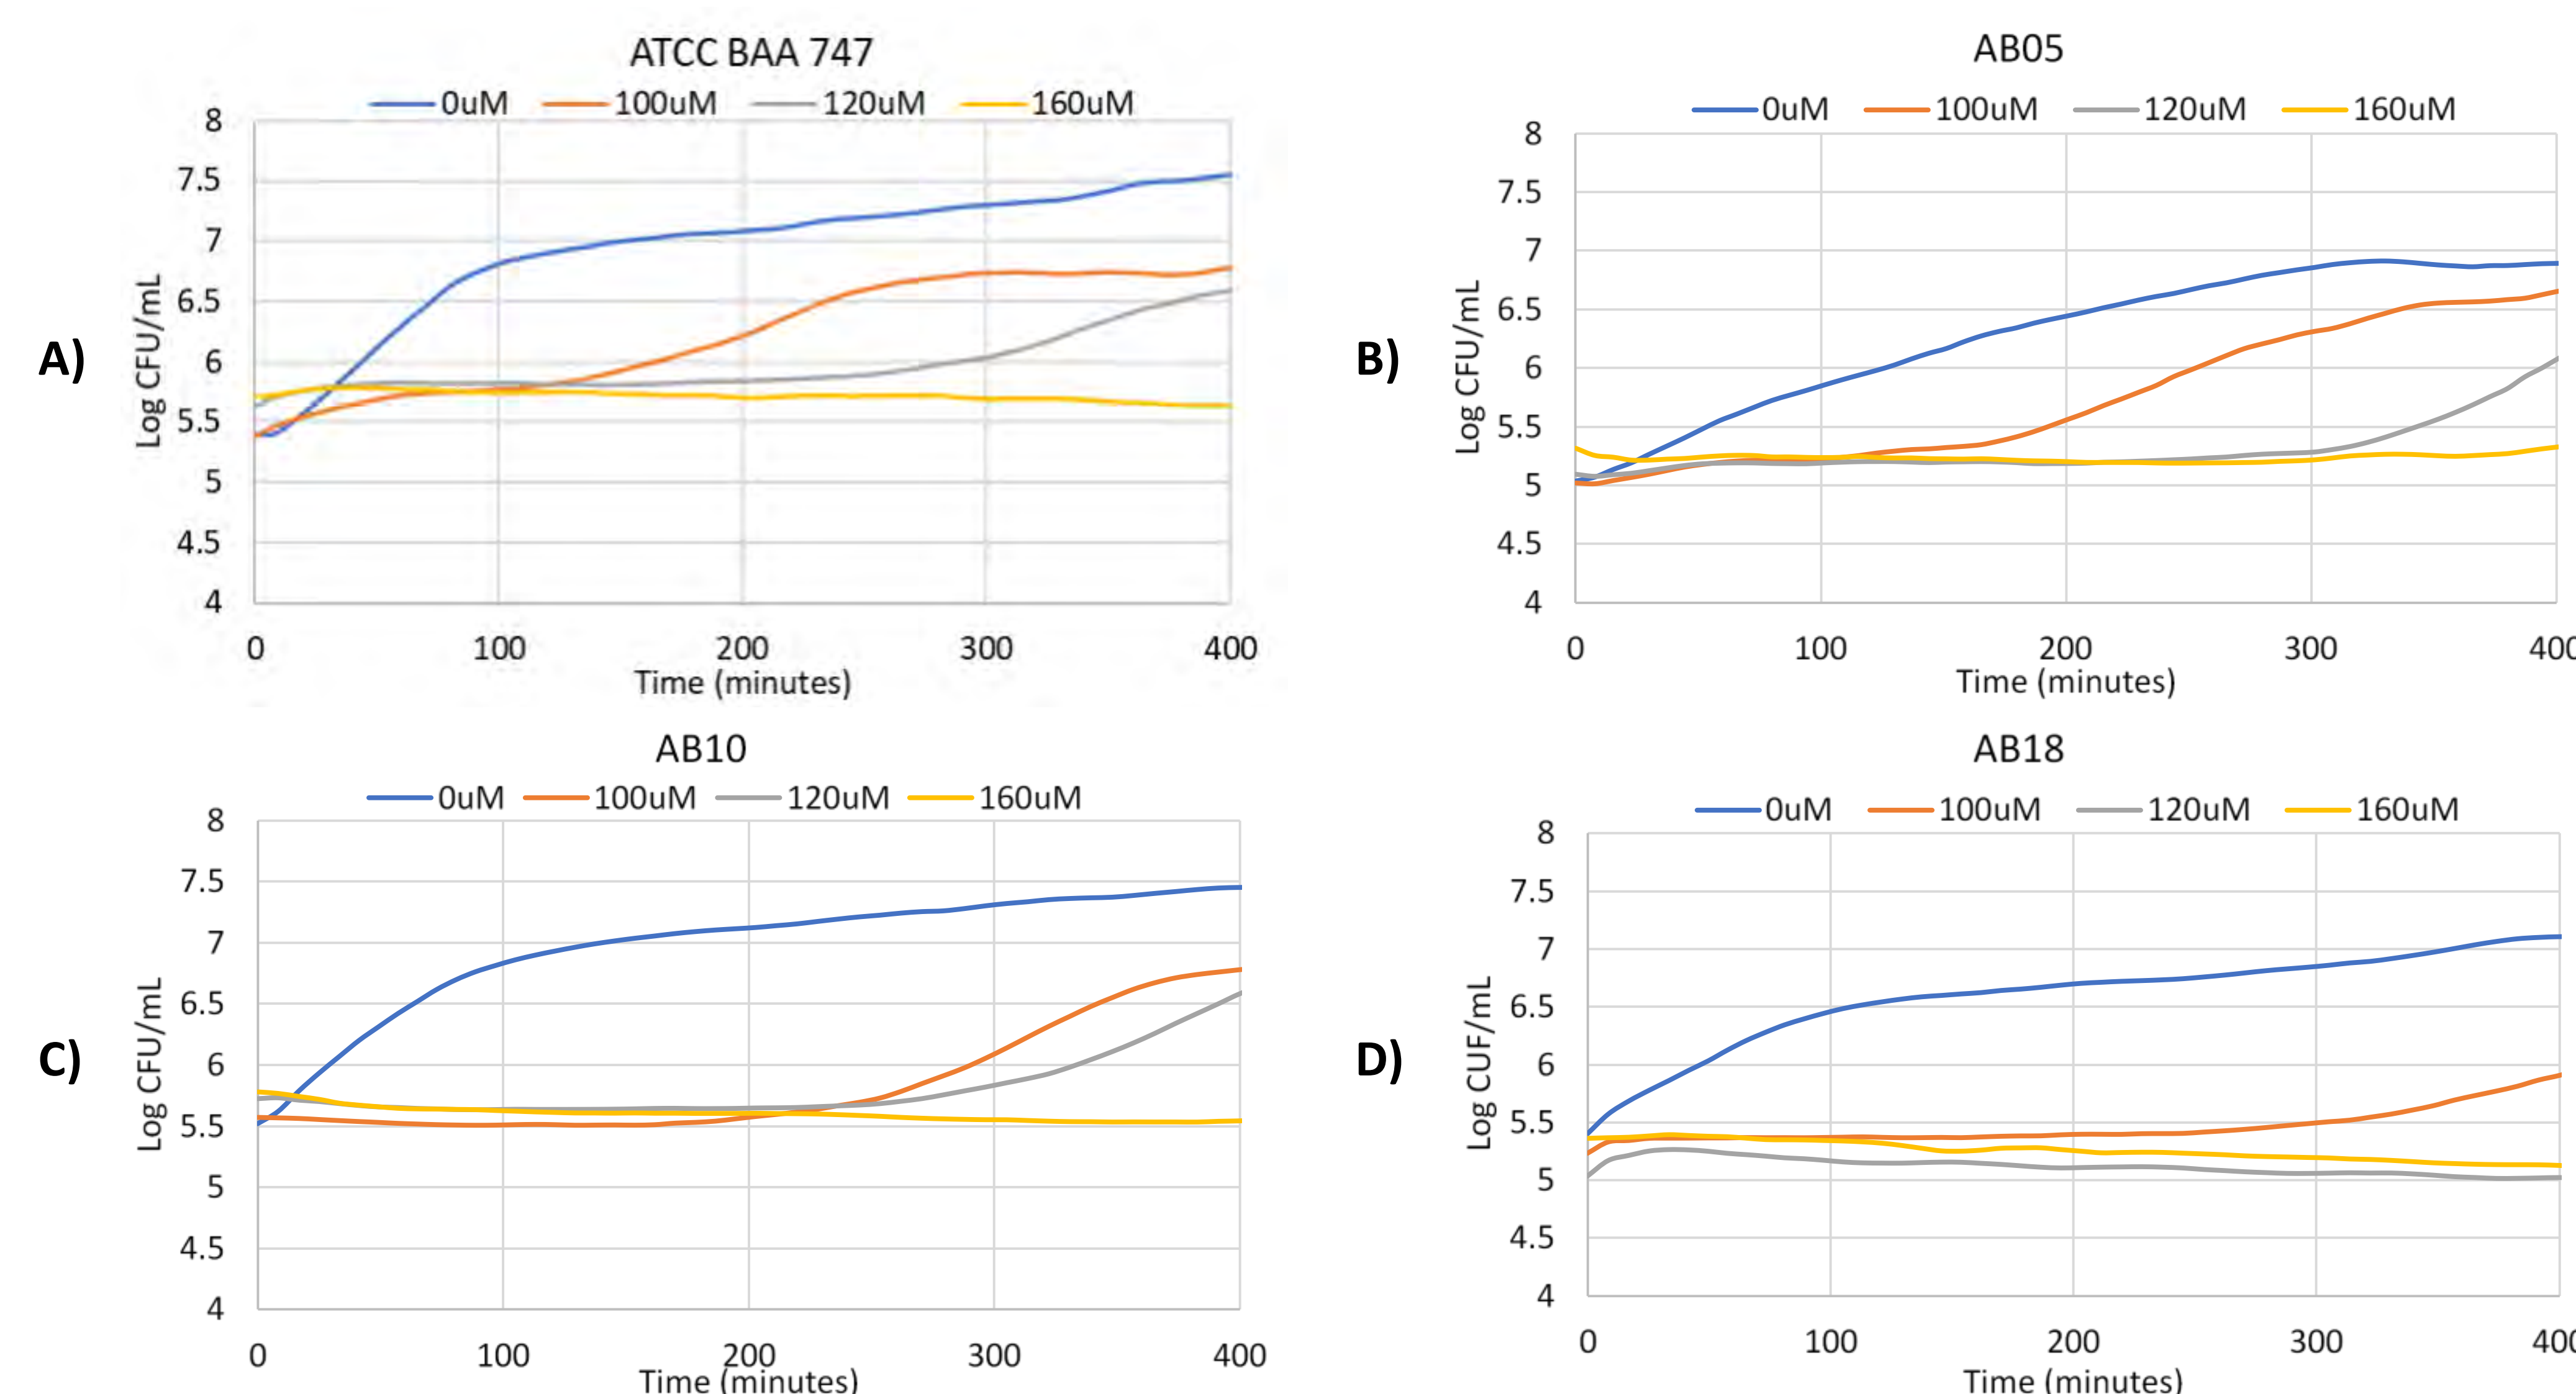 ATCC BAA 747
0uM 100uM 120uM 160uM
8
7.5
7
6.5
6
5.5
5
4.5
4
Log CFU/mL
A)
0 100 200 300 400
Time (minutes)
AB05
0uM 100uM 120uM 160uM
8
7.5
7
6.5
6
5.5
5
4.5
4
Log CFU/mL
B)
0 100 200 300 400
Time (minutes)
AB10
0uM 100uM 120uM 160uM
8
7.5
7
6.5
6
5.5
5
4.5
4
Log CFU/mL
C)
0 100 200 300 400
Time (minutes)
AB18
0uM 100uM 120uM 160uM
8
7.5
7
6.5
6
5.5
5
4.5
4
Log CUF/mL
D)
0 100 200 300 400
Time (minutes)